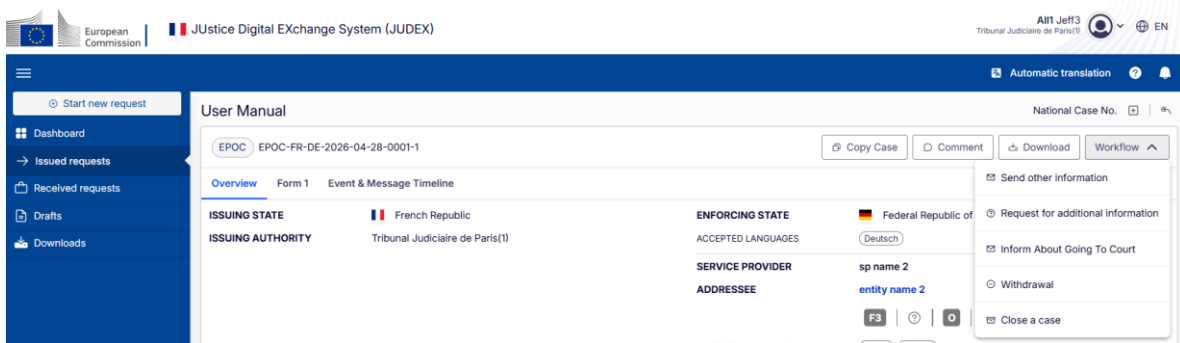 European
Commission
JUstice Digital EXchange System (JUDEX)
All1 Jeff3
Tribunal Judiciaire de Paris(1)
EN
Automatic translation
Start new request
Dashboard
Issued requests
Received requests
Drafts
Downloads
User Manual
National Case No.
EPOC EPOC-FR-DE-2026-04-28-0001-1
Copy Case
Comment
Download
Workflow
Send other information
Request for additional information
Inform About Going To Court
Withdrawal
Close a case
Overview Form 1 Event & Message Timeline
ISSUING STATE French Republic
ISSUING AUTHORITY Tribunal Judiciaire de Paris(1)
ENFORCING STATE Federal Republic of
ACCEPTED LANGUAGES Deutsch
SERVICE PROVIDER sp name 2
ADDRESSEE entity name 2
F3 O